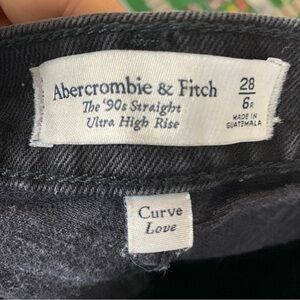 Abercrombie & Fitch
The '90s Straight
Ultra High Rise
28
6R
MADE IN
GUATEMALA
Curve
Love